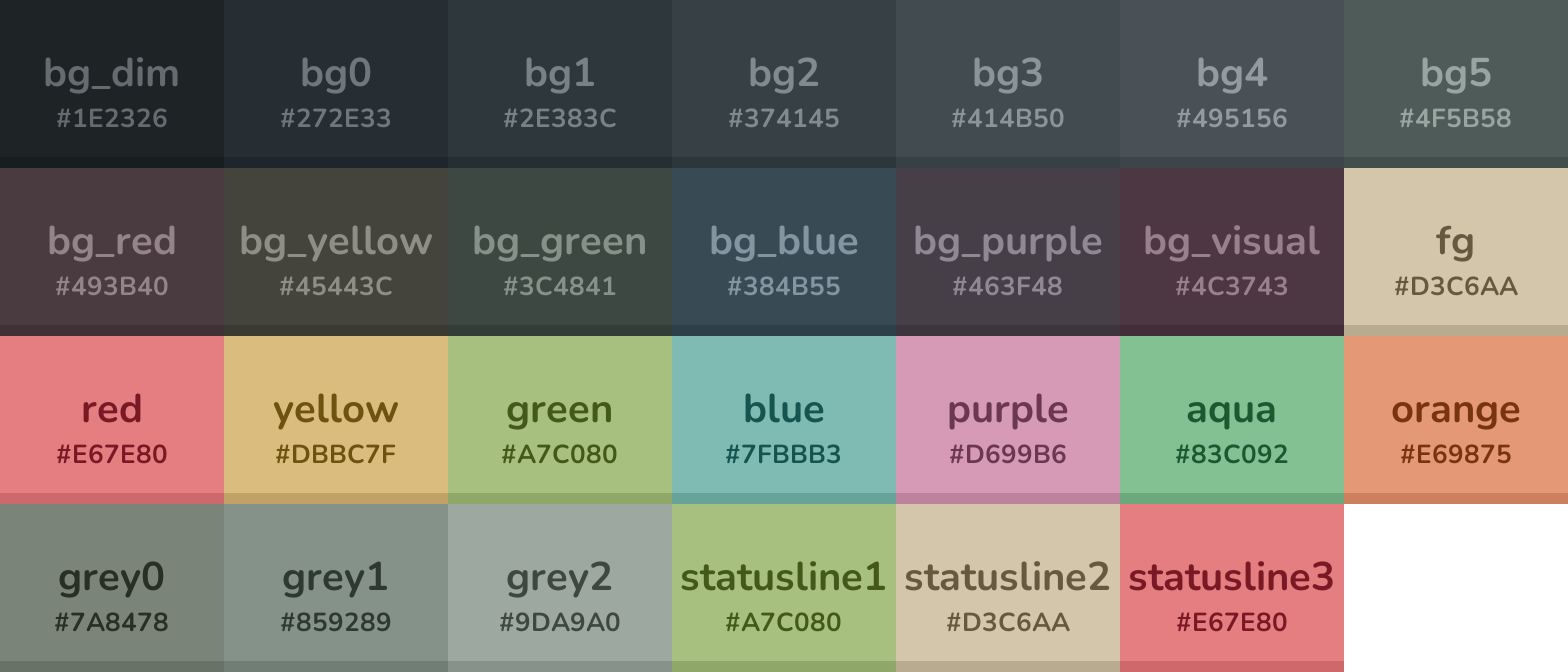 bg_dim bg0 bg1 bg2 bg3 bg4 bg5
#1E2326 #272E33 #2E383C #374145 #414B50 #495156 #4F5B58
bg_red bg_yellow bg_green bg_blue bg_purple bg_visual fg
#493B40 #45443C #3C4841 #384B55 #463F48 #4C3743 #D3C6AA
red yellow green blue purple aqua orange
#E67E80 #DBBC7F #A7C080 #7FBBB3 #D699B6 #83C092 #E69875
grey0 grey1 grey2 statusline1 statusline2 statusline3
#7A8478 #859289 #9DA9A0 #A7C080 #D3C6AA #E67E80